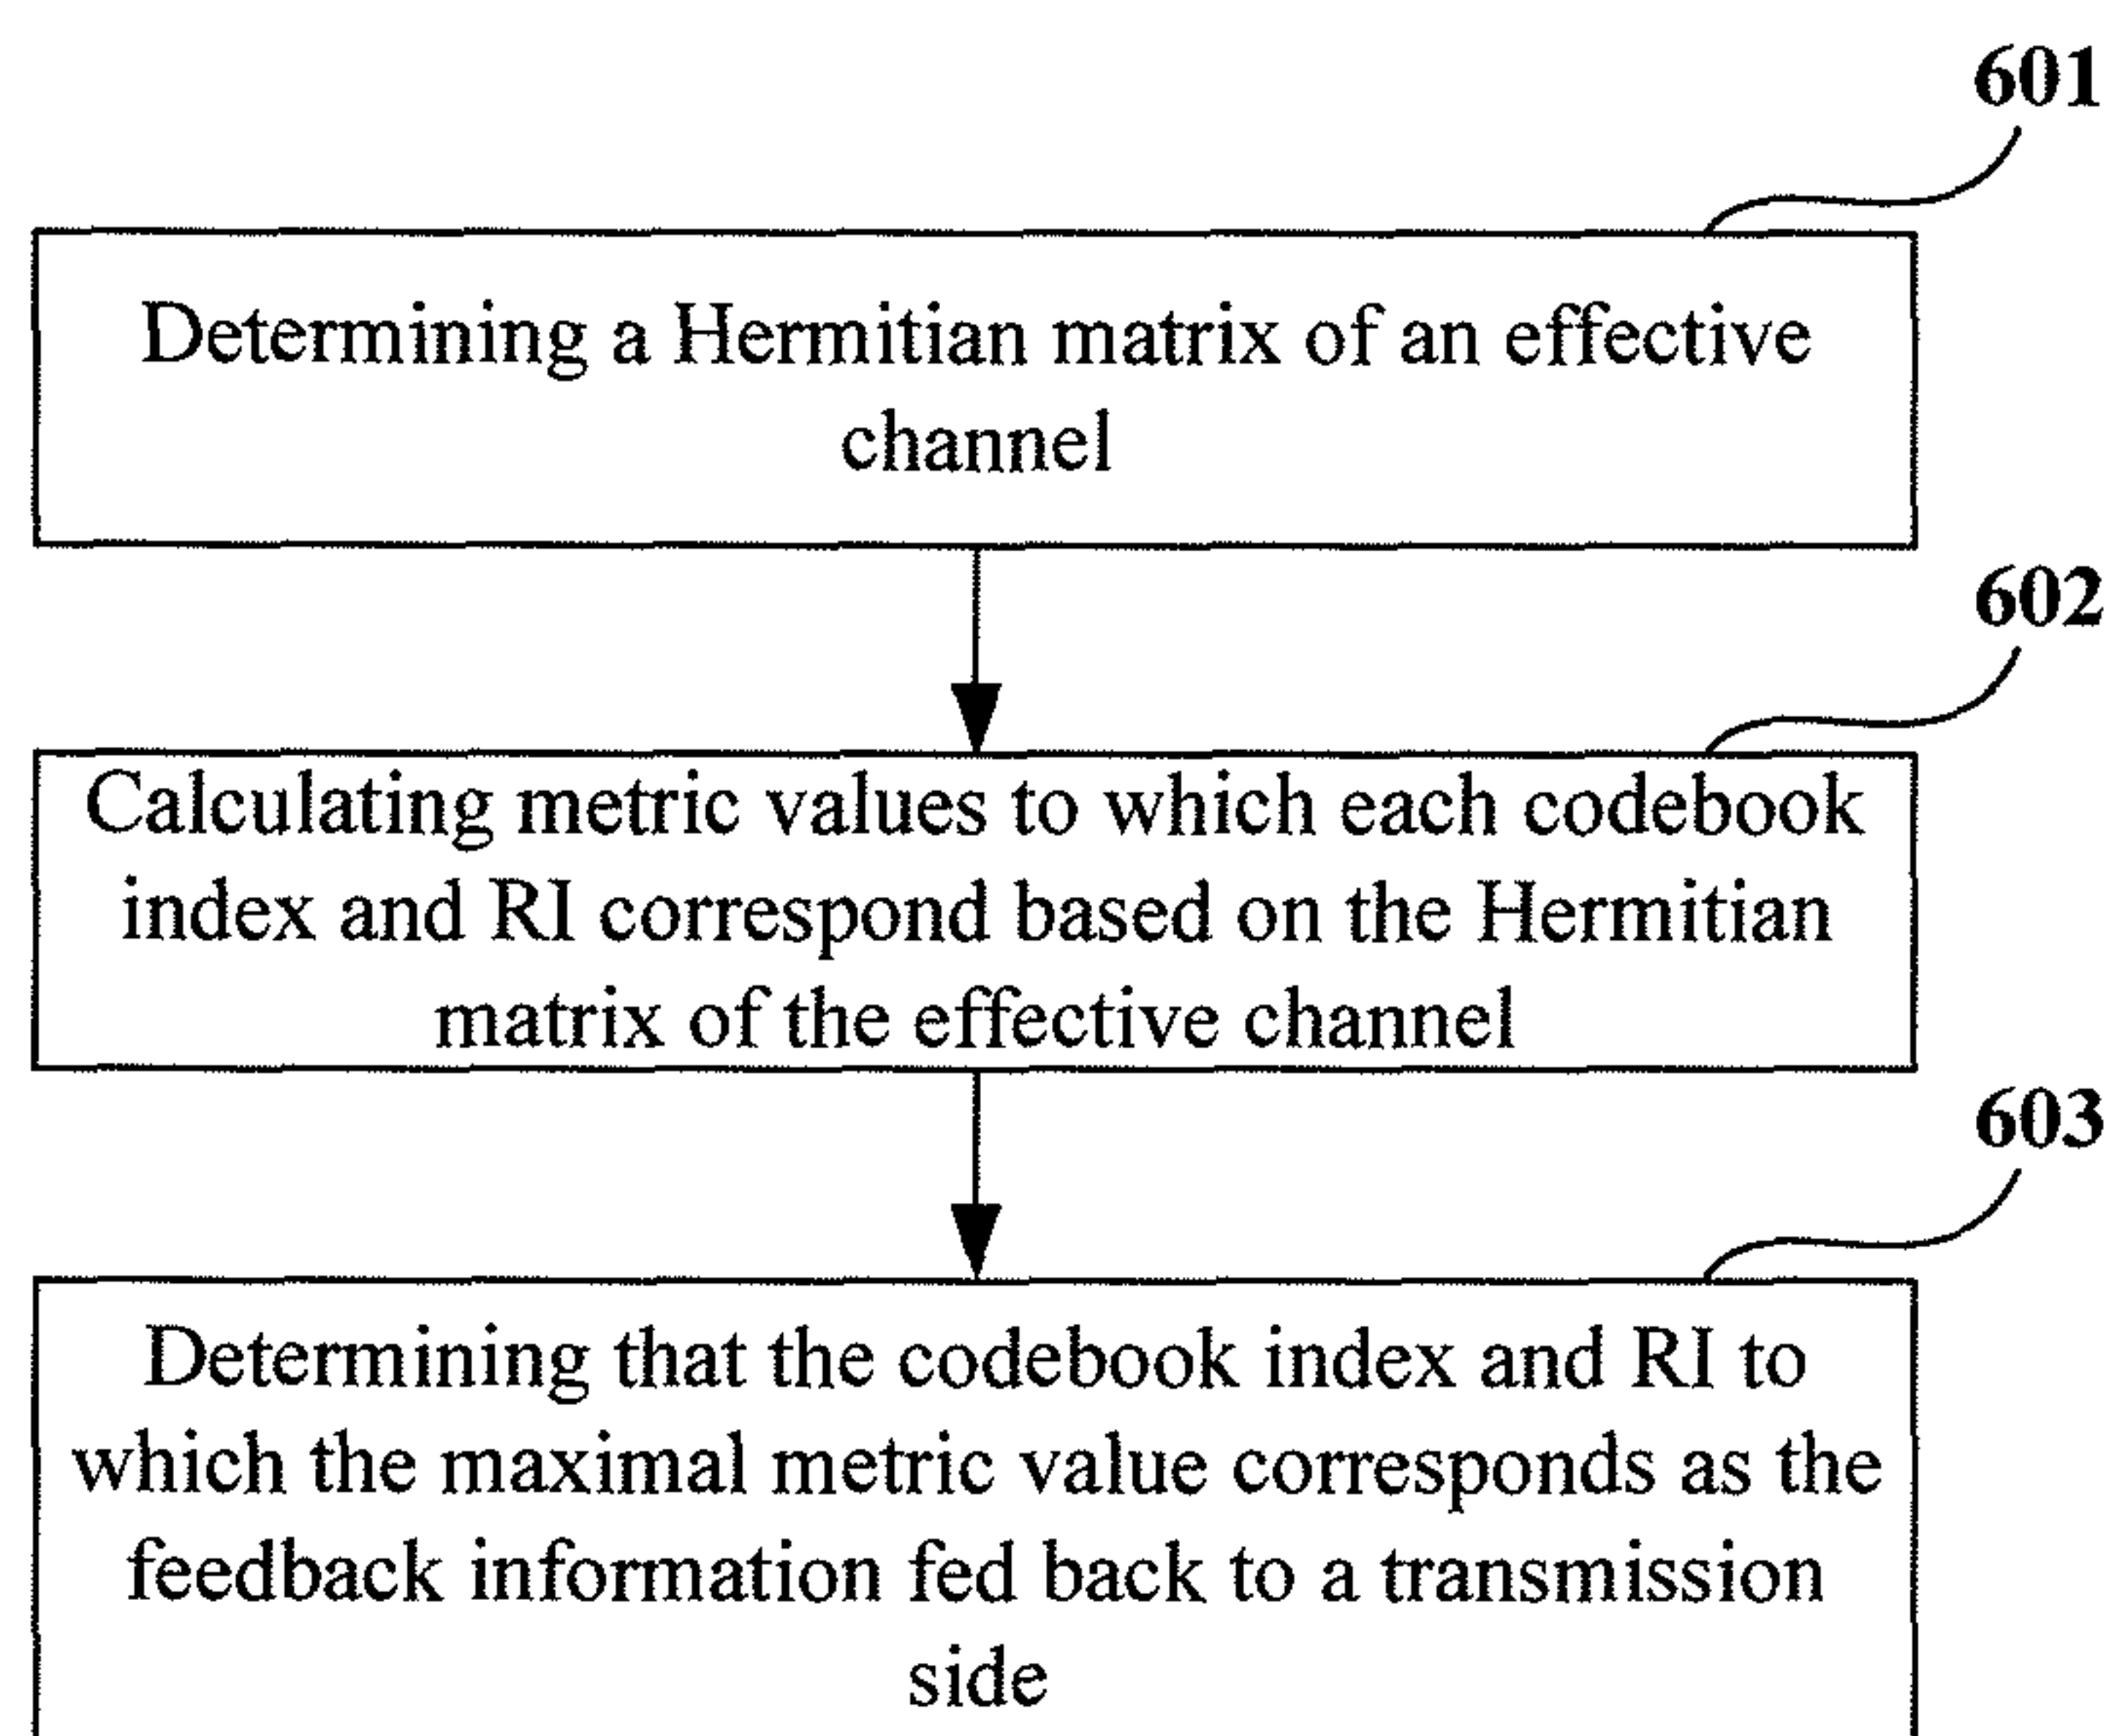 601
Determining a Hermitian matrix of an effective
channel
602
Calculating metric values to which each codebook
index and RI correspond based on the Hermitian
matrix of the effective channel
603
Determining that the codebook index and RI to
which the maximal metric value corresponds as the
feedback information fed back to a transmission
side